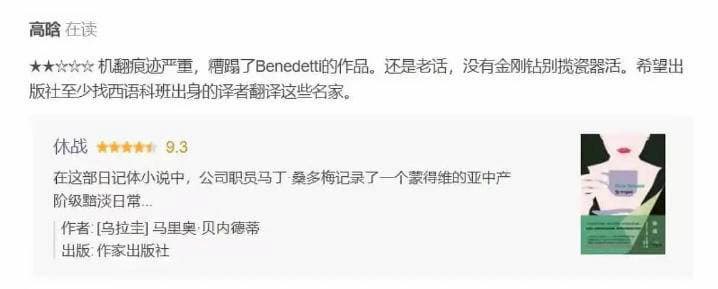 高晗 在读
★★☆☆☆ 机翻痕迹严重，糟蹋了Benedetti的作品。还是老话，没有金刚钻别揽瓷器活。希望出
版社至少找西语科班出身的译者翻译这些名家。
休战 9.3
在这部日记体小说中，公司职员马丁·桑多梅记录了一个蒙得维的亚中产
阶级黯淡日常...
作者: [乌拉圭] 马里奥·贝内德蒂
出版: 作家出版社